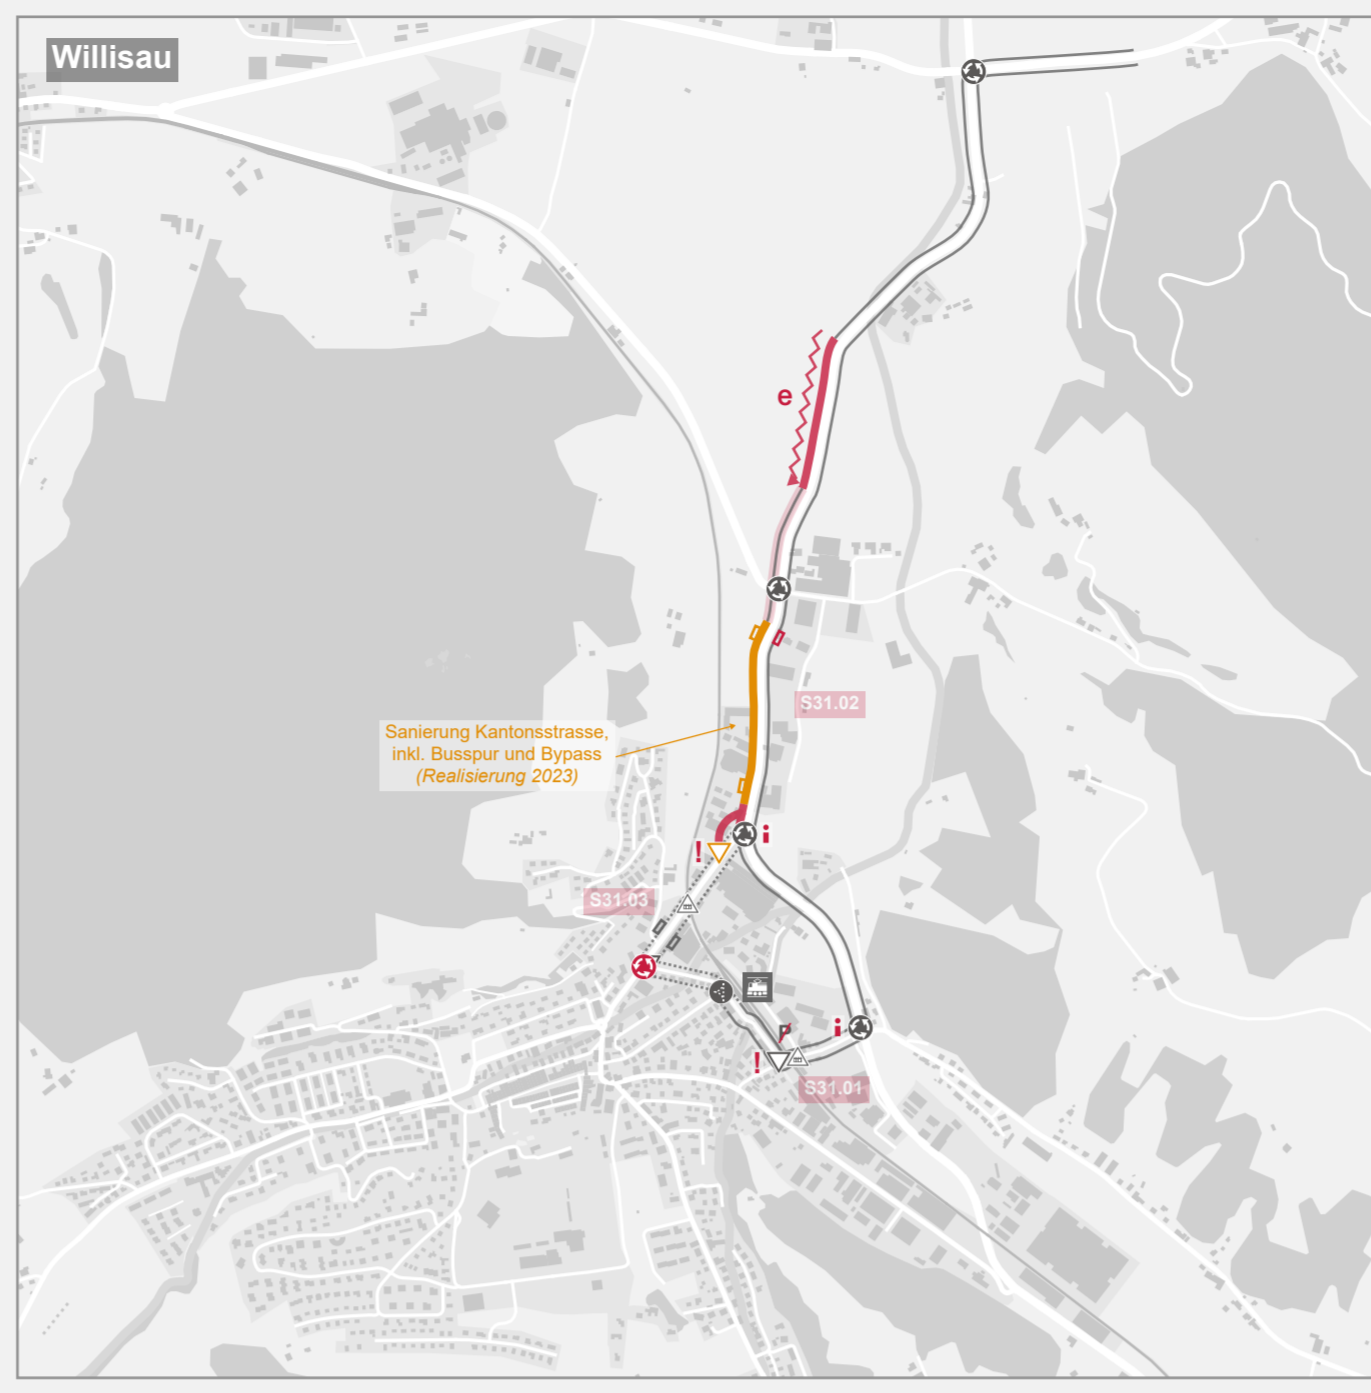 Willisau
e
S31.02
Sanierung Kantonsstrasse,
inkl. Busspur und Bypass
(Realisierung 2023)
i
!
S31.03
P
i
!
S31.01